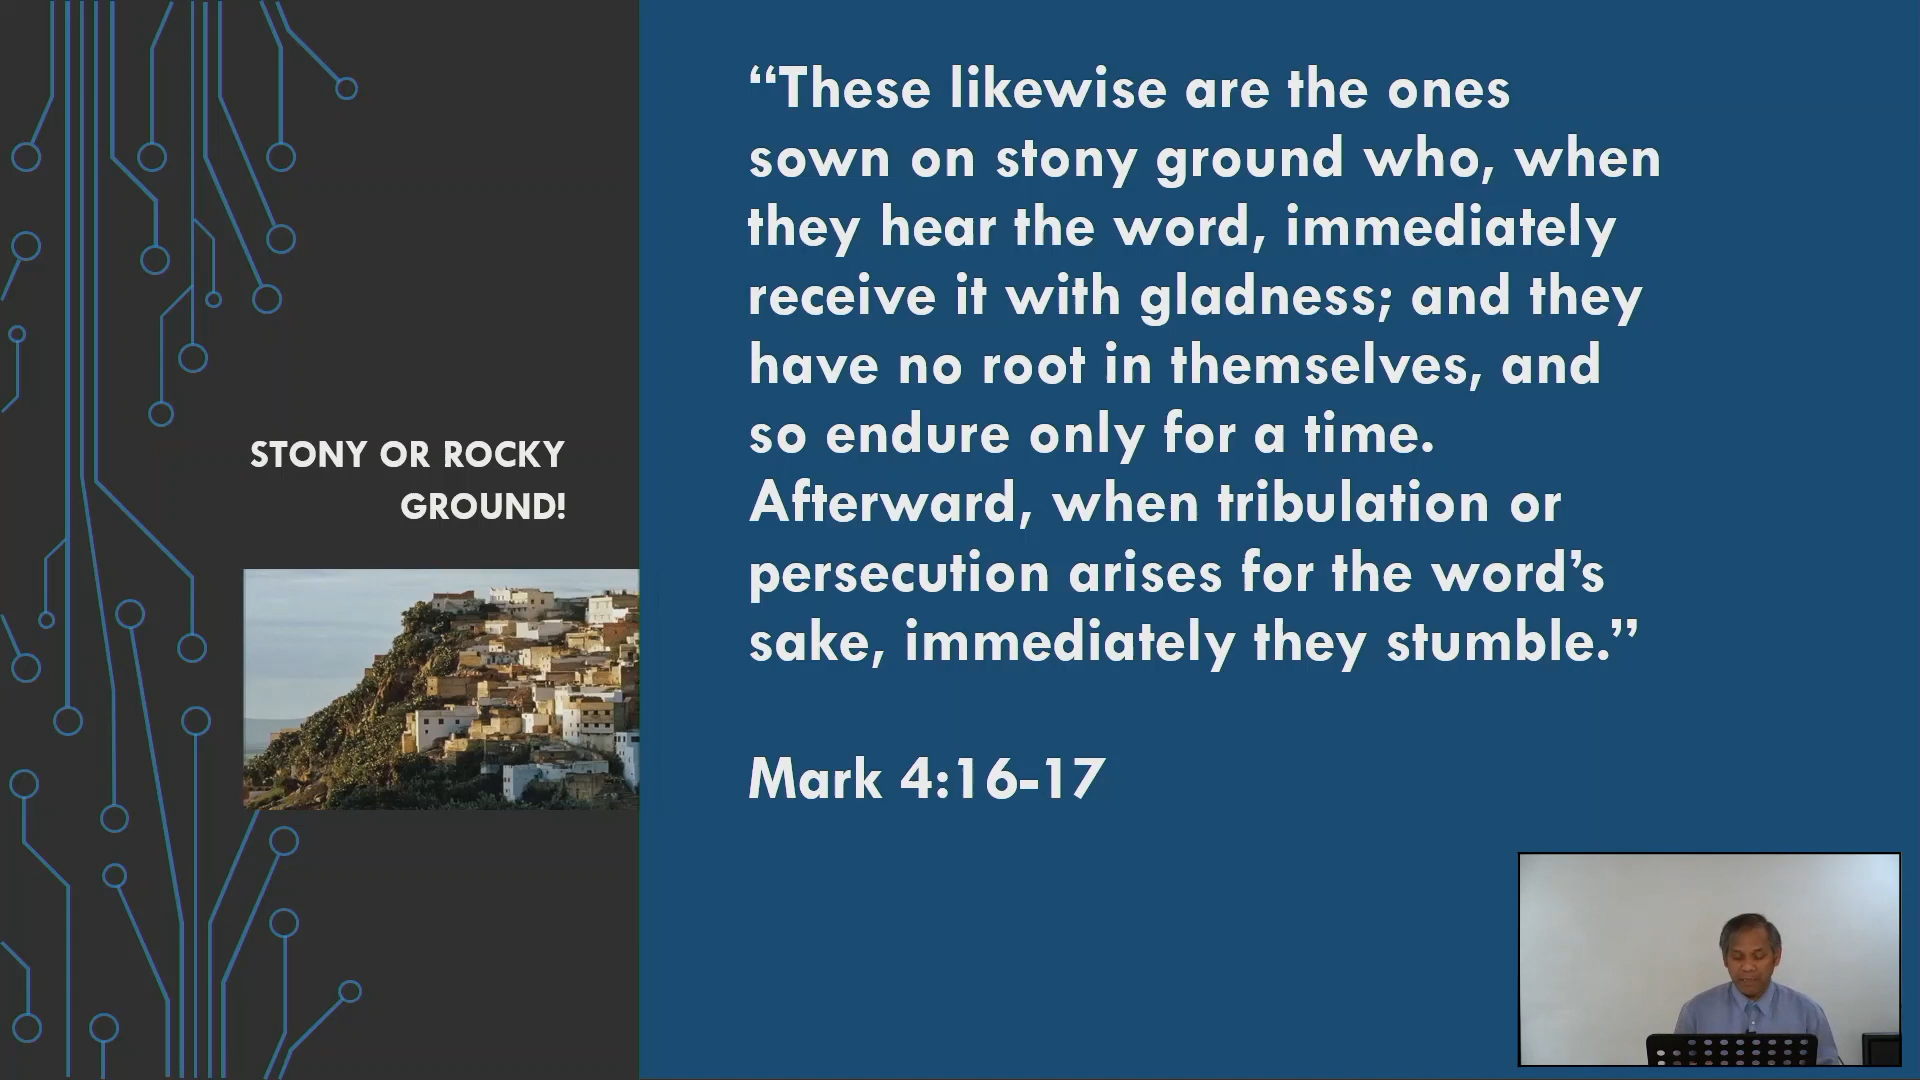 STONY OR ROCKY
GROUND!
“These likewise are the ones
sown on stony ground who, when
they hear the word, immediately
receive it with gladness; and they
have no root in themselves, and
so endure only for a time.
Afterward, when tribulation or
persecution arises for the word’s
sake, immediately they stumble.”
Mark 4:16-17